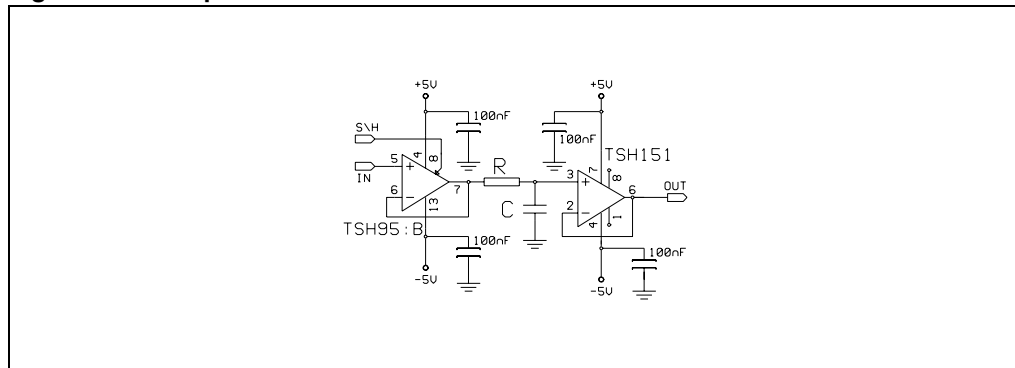 +5V
+5V
100nF
100nF
S\H
TSH151
4
8
5
+
IN
R
7
8
3
+
6
OUT
6
-
7
13
C
2
-
4
1
TSH95:B
100nF
100nF
-5V
-5V